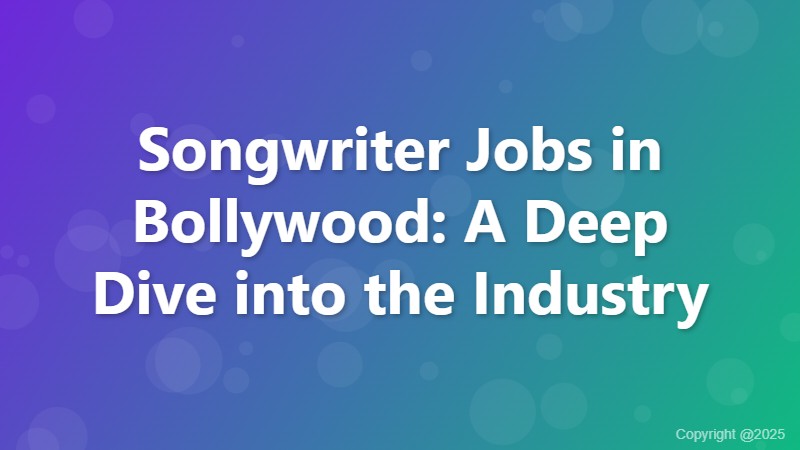 Songwriter Jobs in
Bollywood: A Deep
Dive into the Industry
Copyright @2025